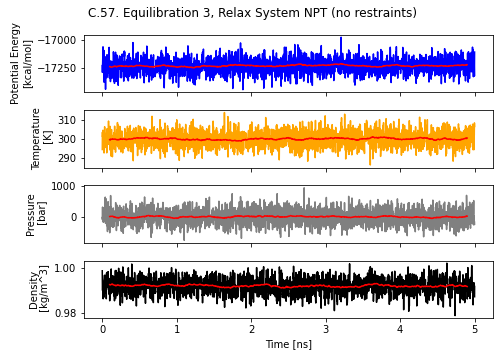 C.57. Equilibration 3, Relax System NPT (no restraints)
Potential Energy
[kcal/mol]
−17000
−17250
Temperature
[K]
310
300
290
Pressure
[bar]
1000
0
Density
[kg/m^3]
1.00
0.98
0 1 2 3 4 5
Time [ns]